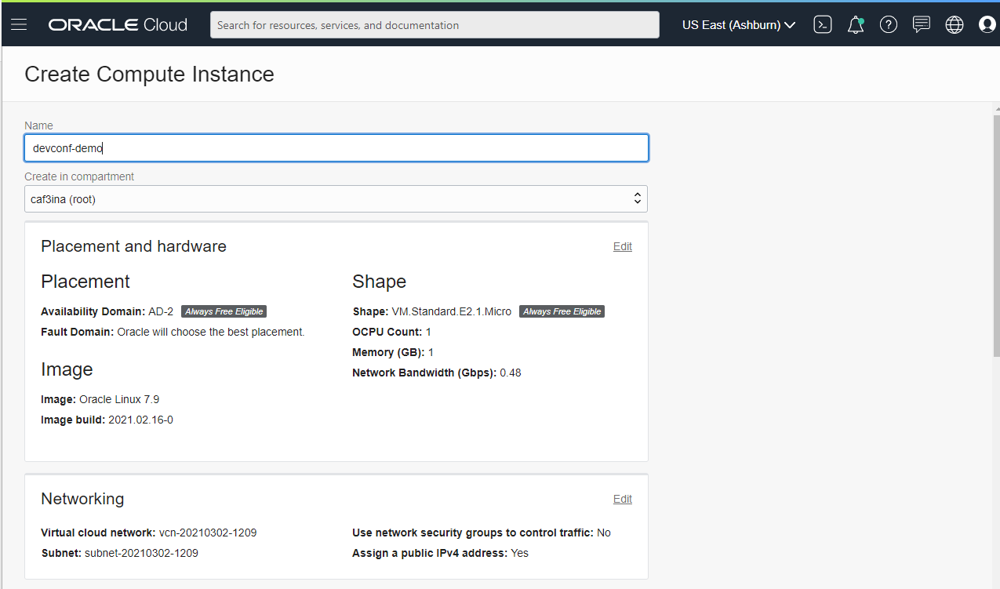 ORACLE Cloud Search for resources, services, and documentation US East (Ashburn)
Create Compute Instance
Name
devconf-demo
Create in compartment
caf3ina (root)
Placement and hardware Edit
Placement
Availability Domain: AD-2 Always Free Eligible
Fault Domain: Oracle will choose the best placement.
Image
Image: Oracle Linux 7.9
Image build: 2021.02.16-0
Shape
Shape: VM.Standard.E2.1.Micro Always Free Eligible
OCPU Count: 1
Memory (GB): 1
Network Bandwidth (Gbps): 0.48
Networking Edit
Virtual cloud network: vcn-20210302-1209
Subnet: subnet-20210302-1209
Use network security groups to control traffic: No
Assign a public IPv4 address: Yes